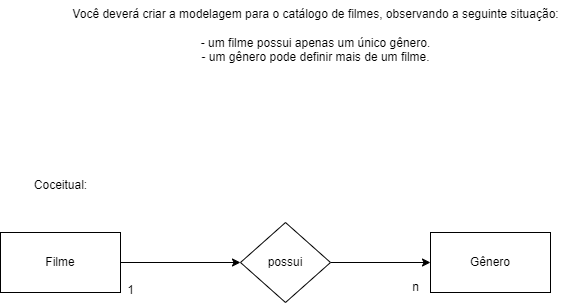 Você deverá criar a modelagem para o catálogo de filmes, observando a seguinte situação:
- um filme possui apenas um único gênero.
- um gênero pode definir mais de um filme.
Coceitual:
Filme
possui
Gênero
1
n